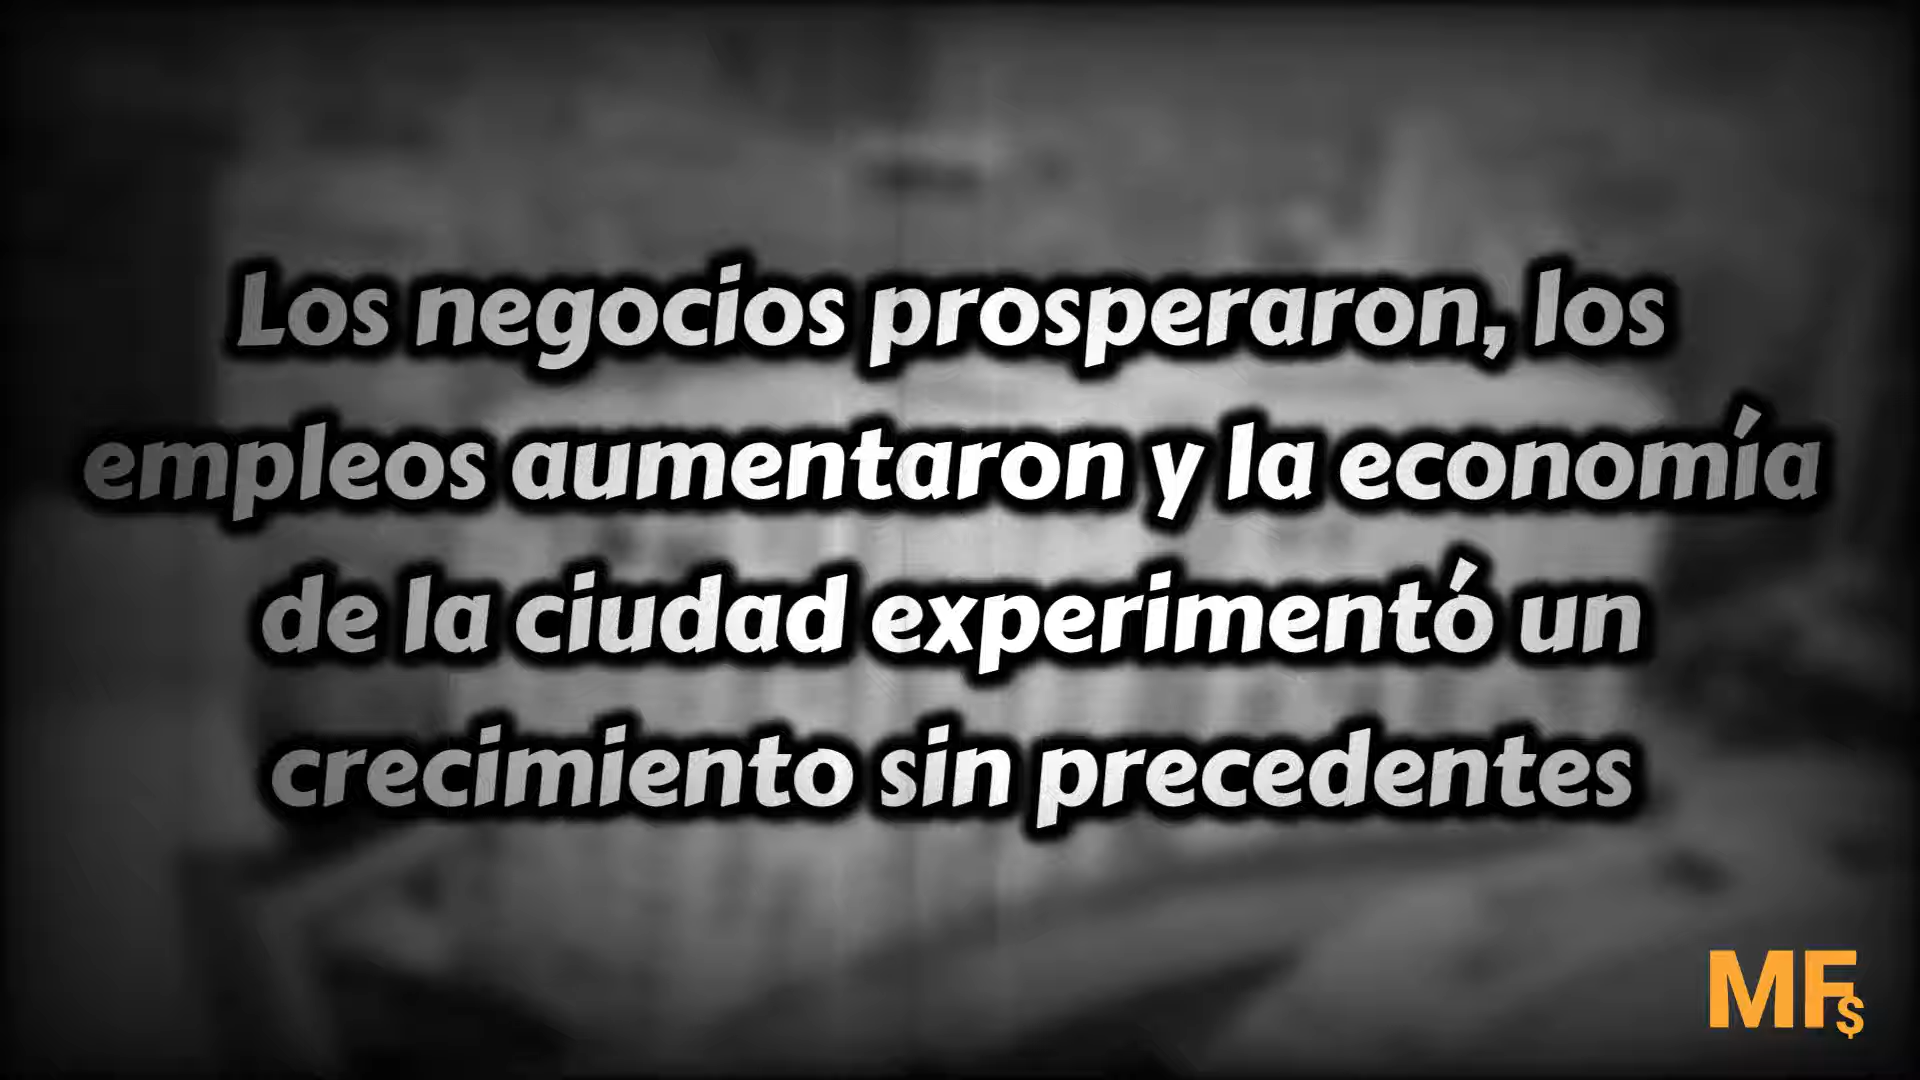 Los negocios prosperaron, los
empleos aumentaron y la economía
de la ciudad experimentó un
crecimiento sin precedentes
MF$